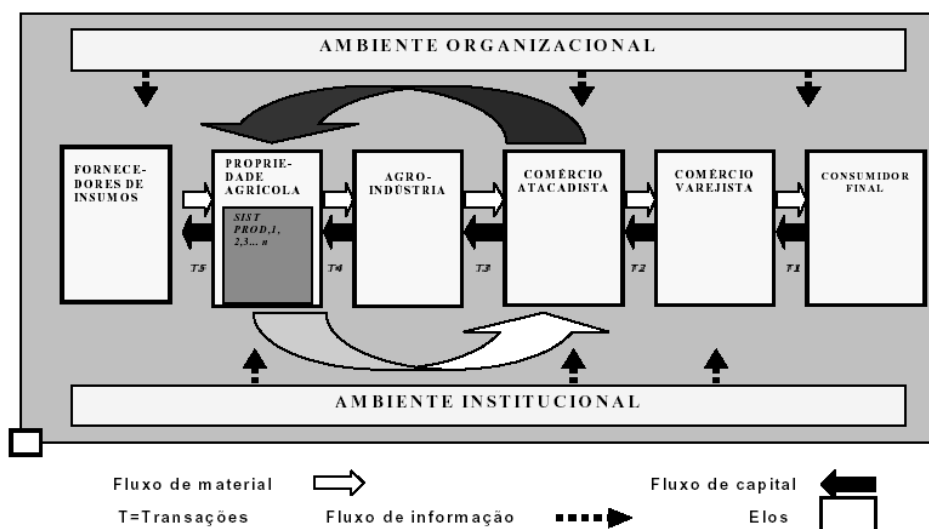 AMBIENTE ORGANIZACIONAL
FORNECE-
DORES DE
INSUMOS
PROPRIE-
DADE
AGRÍCOLA
SIST
PROD,1,
2,3... n
AGRO-
INDÚSTRIA
COMÉRCIO
ATACADISTA
COMÉRCIO
VAREJISTA
CONSUMIDOR
FINAL
T5
T4
T3
T2
T1
AMBIENTE INSTITUCIONAL
Fluxo de material
Fluxo de capital
T=Transações
Fluxo de informação
Elos